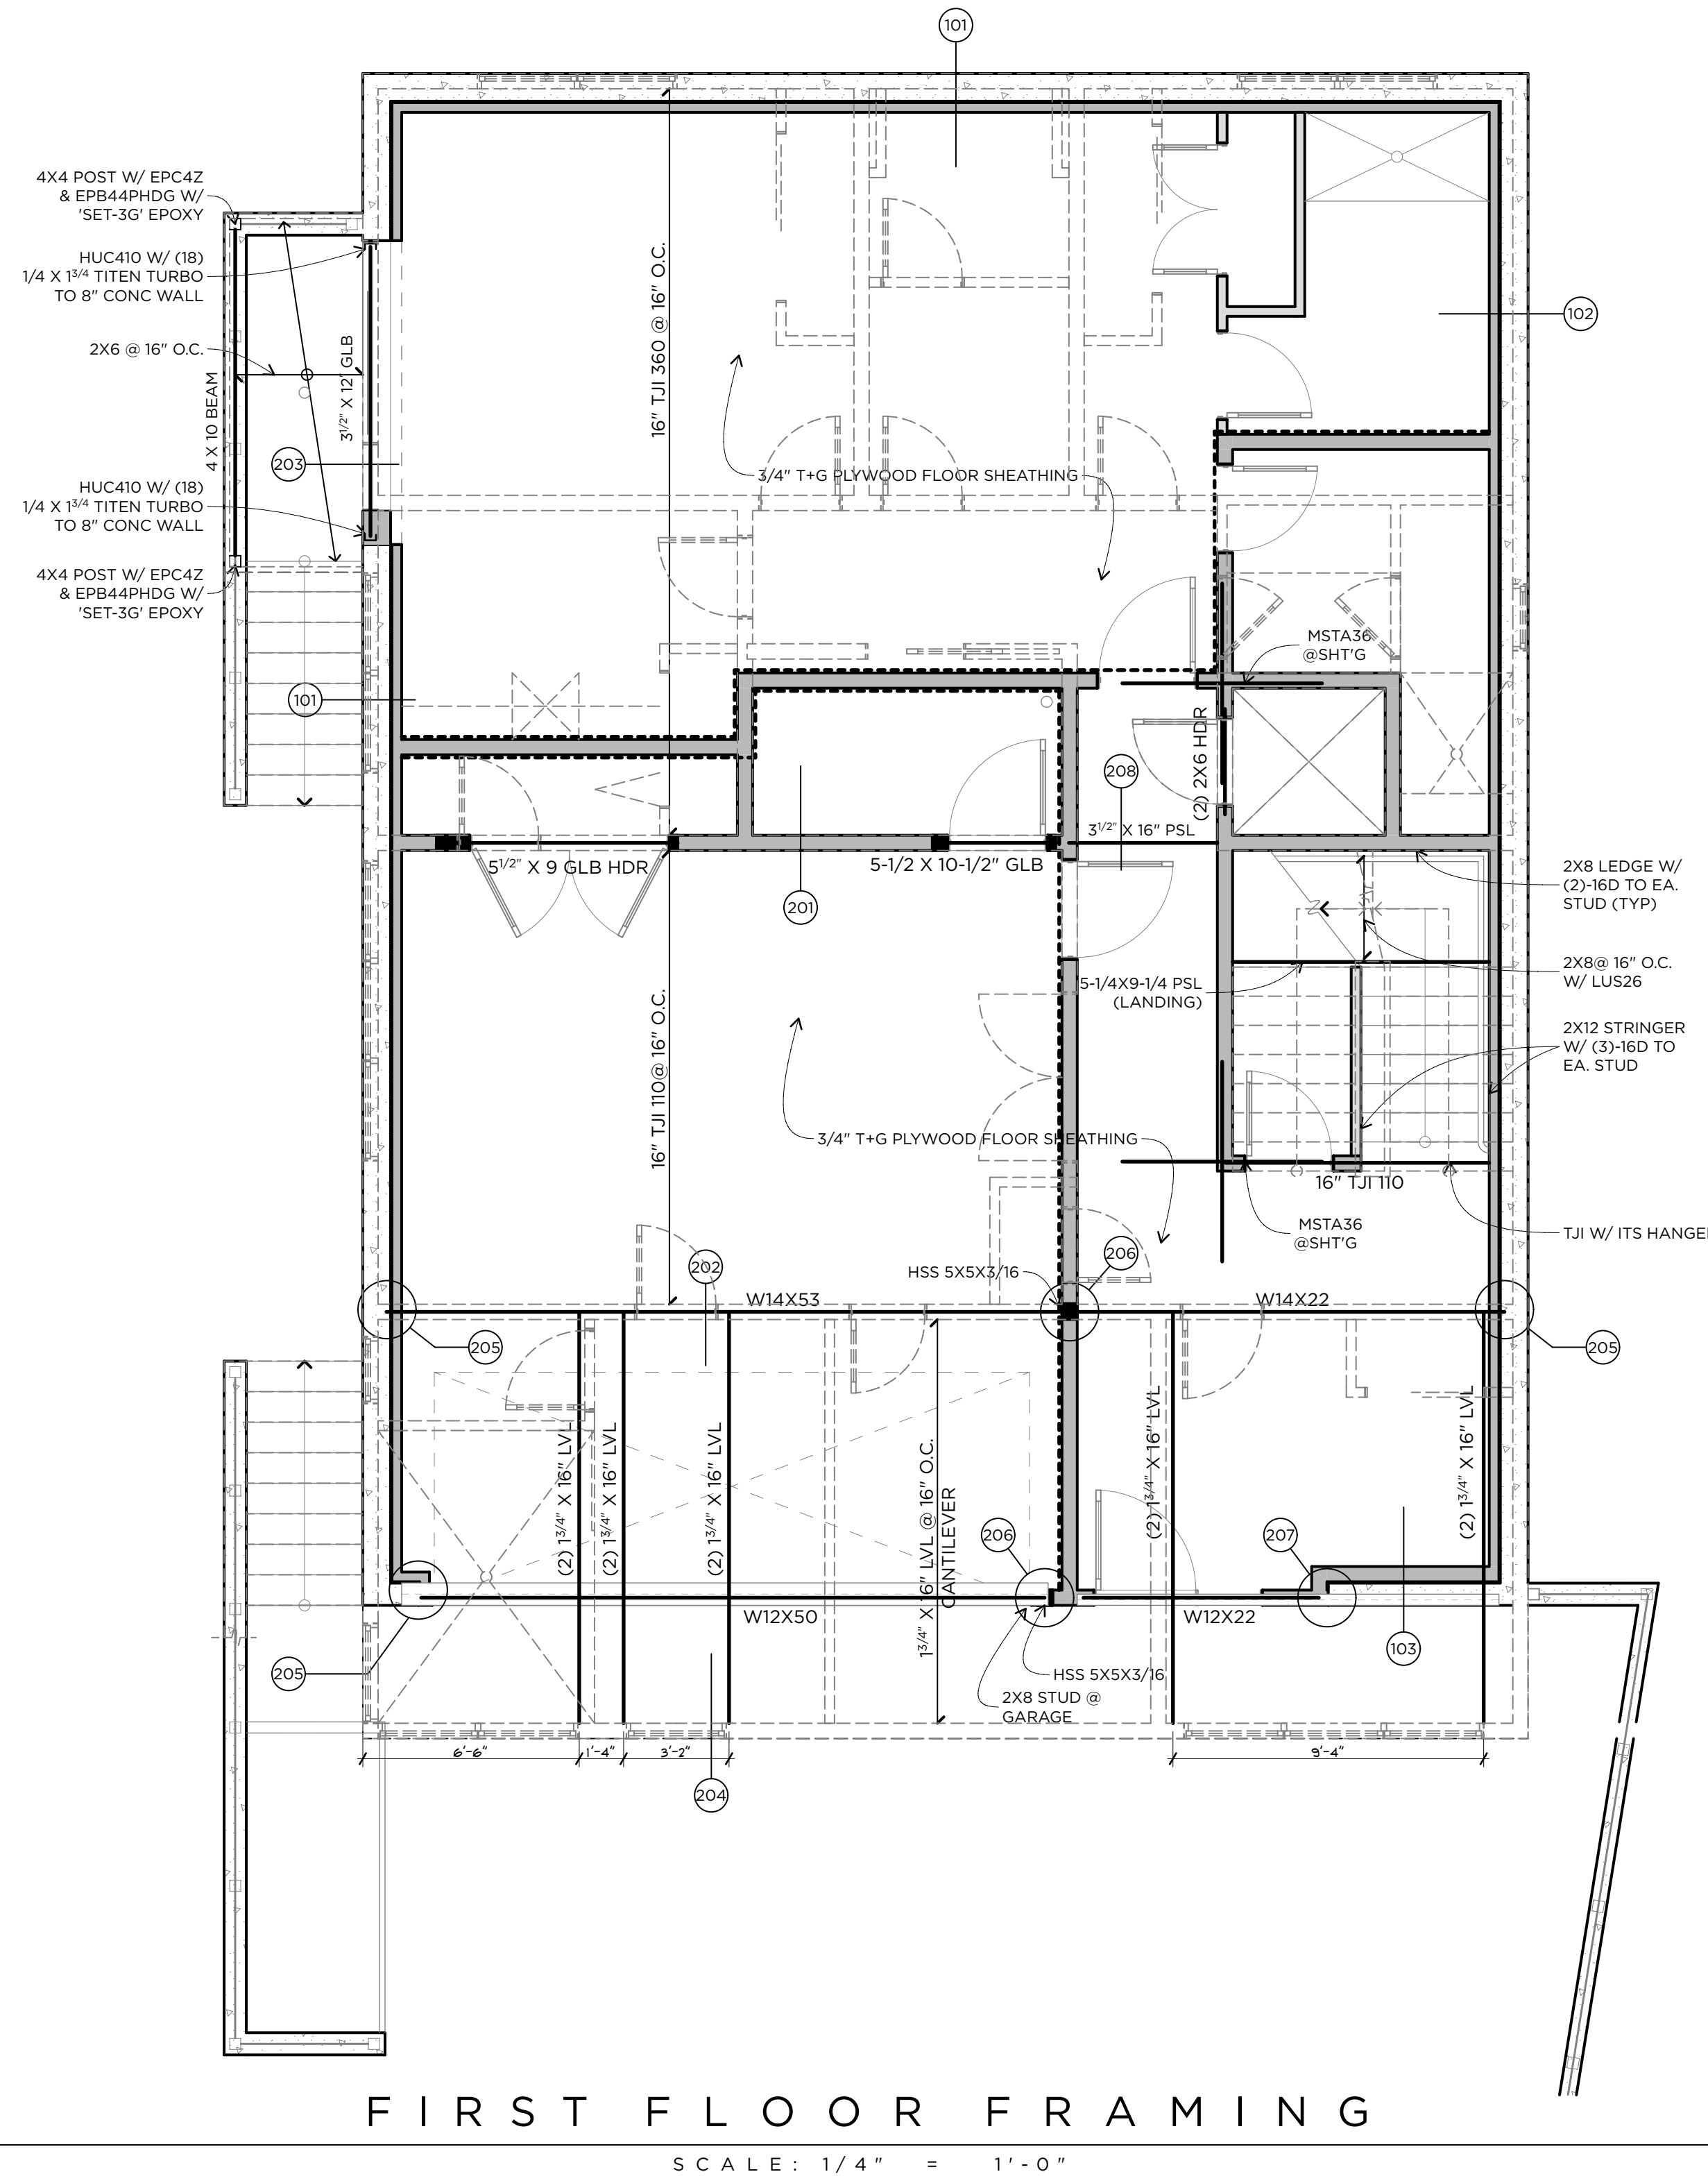 101
4X4 POST W/ EPC4Z
& EPB44PHDG W/
'SET-3G' EPOXY
HUC410 W/ (18)
1/4 X 1 3/4 TITEN TURBO
TO 8" CONC WALL
2X6 @ 16" O.C.
4 X 10 BEAM
3 1/2" X 12" GLB
203
HUC410 W/ (18)
1/4 X 1 3/4 TITEN TURBO
TO 8" CONC WALL
4X4 POST W/ EPC4Z
& EPB44PHDG W/
'SET-3G' EPOXY
16" TJI 360 @ 16" O.C.
102
3/4" T+G PLYWOOD FLOOR SHEATHING
MSTA36
@SHT'G
101
(2) 2X6 HDR
208
3 1/2" X 16" PSL
5 1/2" X 9 GLB HDR
5-1/2 X 10-1/2" GLB
201
2X8 LEDGE W/
(2)-16D TO EA.
STUD (TYP)
2X8@ 16" O.C.
W/ LUS26
5-1/4X9-1/4 PSL
(LANDING)
2X12 STRINGER
W/ (3)-16D TO
EA. STUD
16" TJI 110@ 16" O.C.
3/4" T+G PLYWOOD FLOOR SHEATHING
16" TJI 110
MSTA36
@SHT'G
TJI W/ ITS HANGE
202
HSS 5X5X3/16
206
W14X53
W14X22
205
205
(2) 1 3/4" X 16" LVL
(2) 1 3/4" X 16" LVL
(2) 1 3/4" X 16" LVL
1 3/4" X 16" LVL @ 16" O.C.
CANTILEVER
(2) 1 3/4" X 16" LVL
(2) 1 3/4" X 16" LVL
206
207
W12X50
W12X22
205
HSS 5X5X3/16
2X8 STUD @
GARAGE
103
6'-6"
1'-4"
3'-2"
9'-4"
204
FIRST FLOOR FRAMING
SCALE: 1/4" = 1'-0"